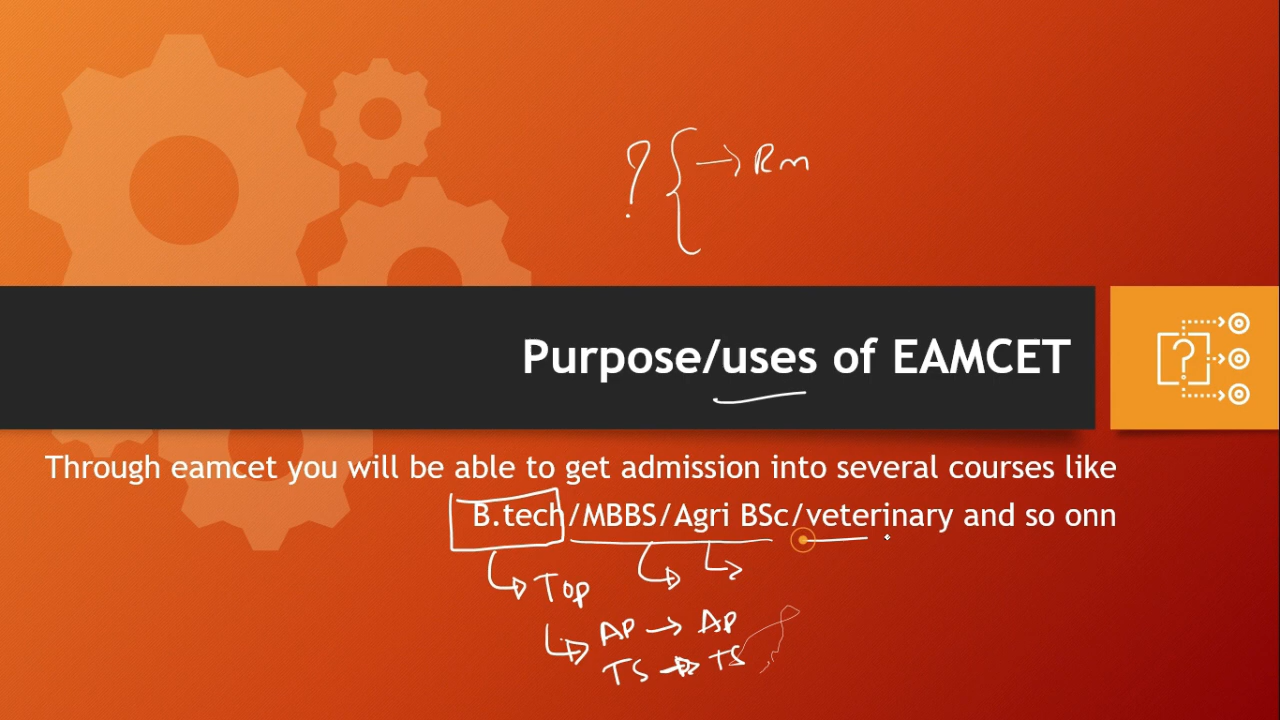 ? { → Rm
Purpose/uses of EAMCET
Through eamcet you will be able to get admission into several courses like
B.tech/MBBS/Agri BSc/veterinary and so onn
Top
AP → AP
TS → TS